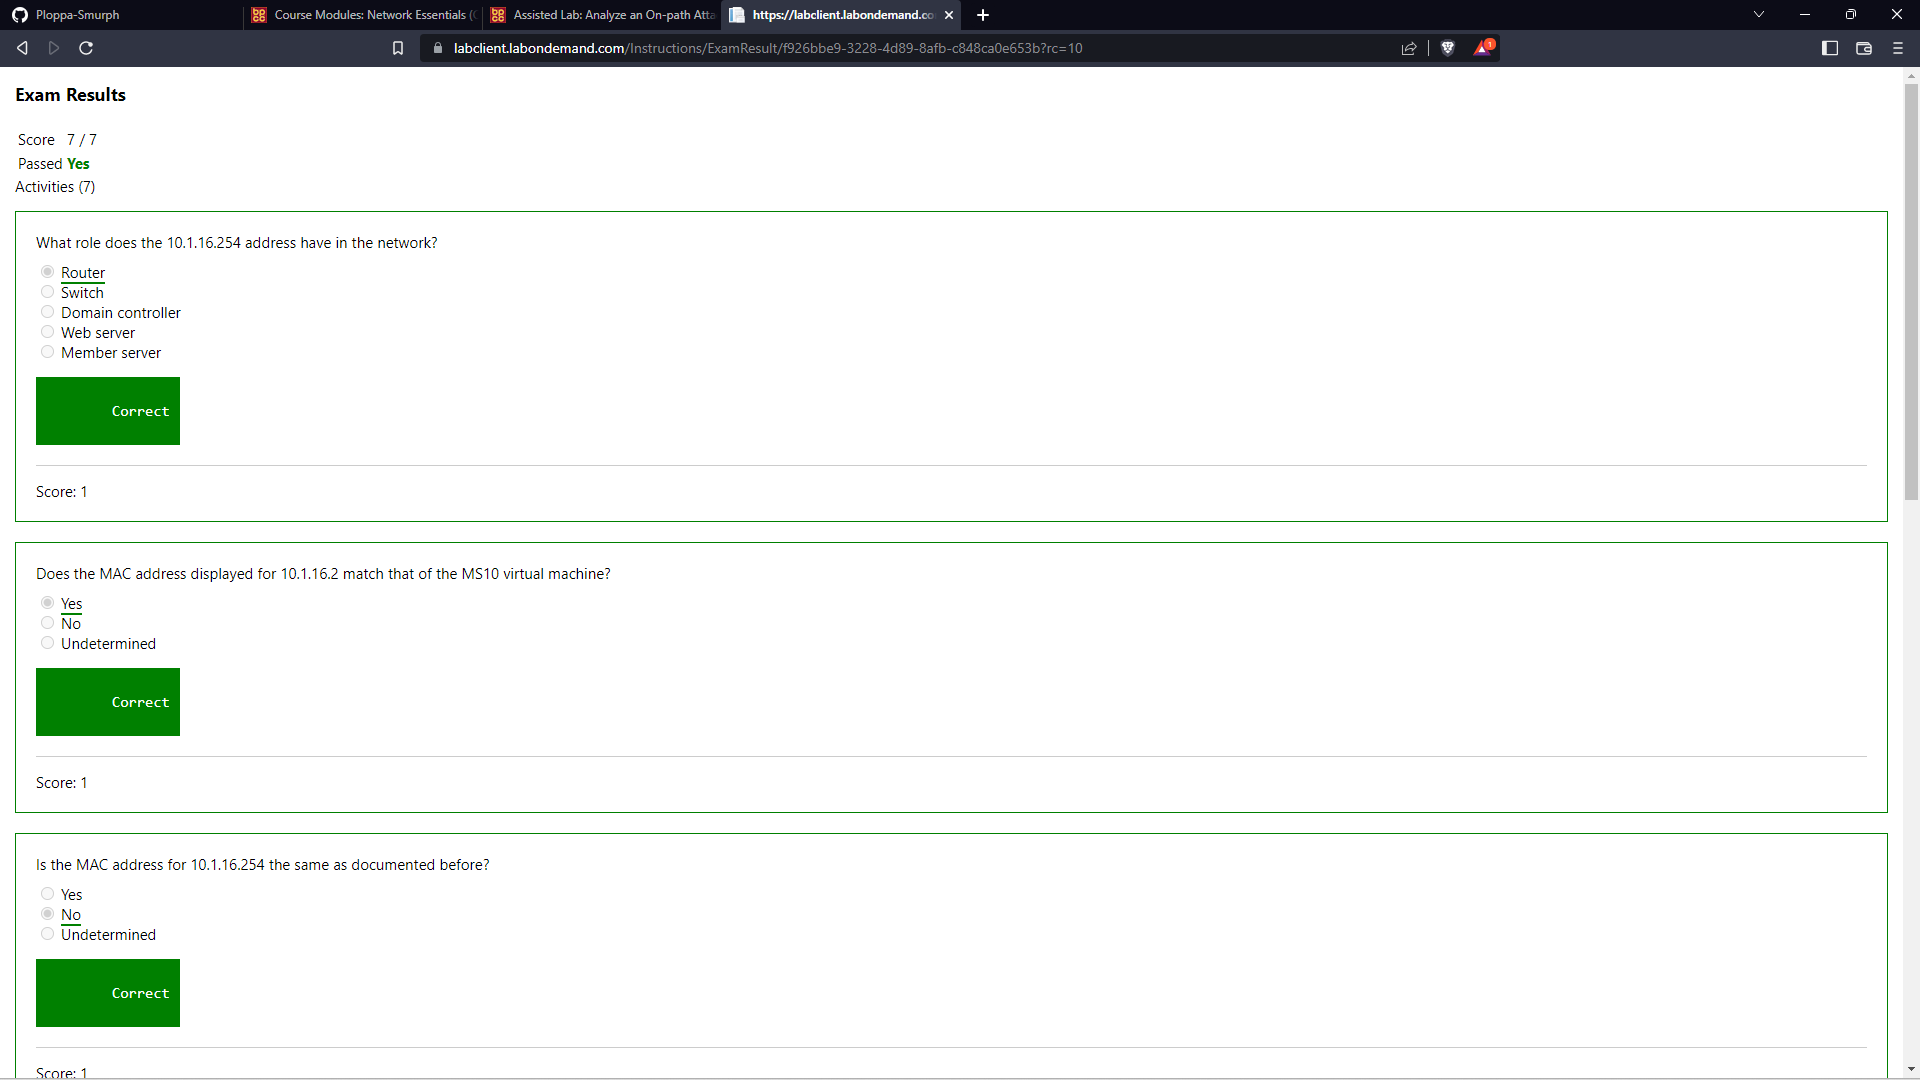 Ploppa-Smurph
Course Modules: Network Essentials (
Assisted Lab: Analyze an On-path Atta
https://labclient.labondemand.co
labclient.labondemand.com/Instructions/ExamResult/f926bbe9-3228-4d89-8afb-c848ca0e653b?rc=10
1
Exam Results
Score 7 / 7
Passed Yes
Activities (7)
What role does the 10.1.16.254 address have in the network?
Router
Switch
Domain controller
Web server
Member server
Correct
Score: 1
Does the MAC address displayed for 10.1.16.2 match that of the MS10 virtual machine?
Yes
No
Undetermined
Correct
Score: 1
Is the MAC address for 10.1.16.254 the same as documented before?
Yes
No
Undetermined
Correct
Score: 1